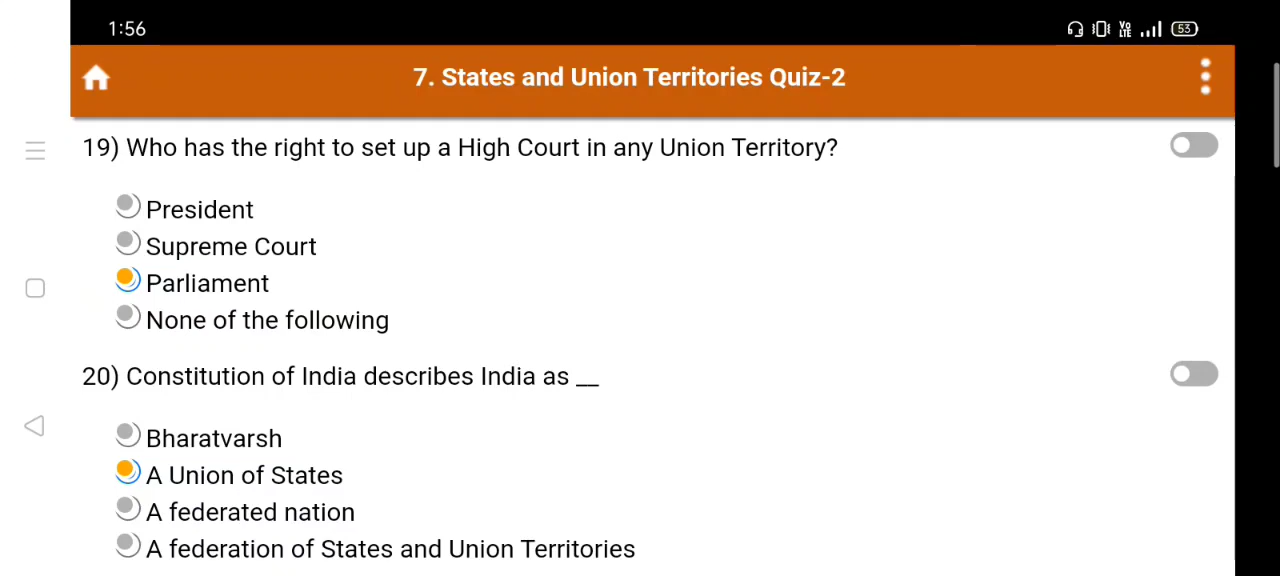 1:56
VO LTE 53
7. States and Union Territories Quiz-2
19) Who has the right to set up a High Court in any Union Territory?
President
Supreme Court
Parliament
None of the following
20) Constitution of India describes India as __
Bharatvarsh
A Union of States
A federated nation
A federation of States and Union Territories